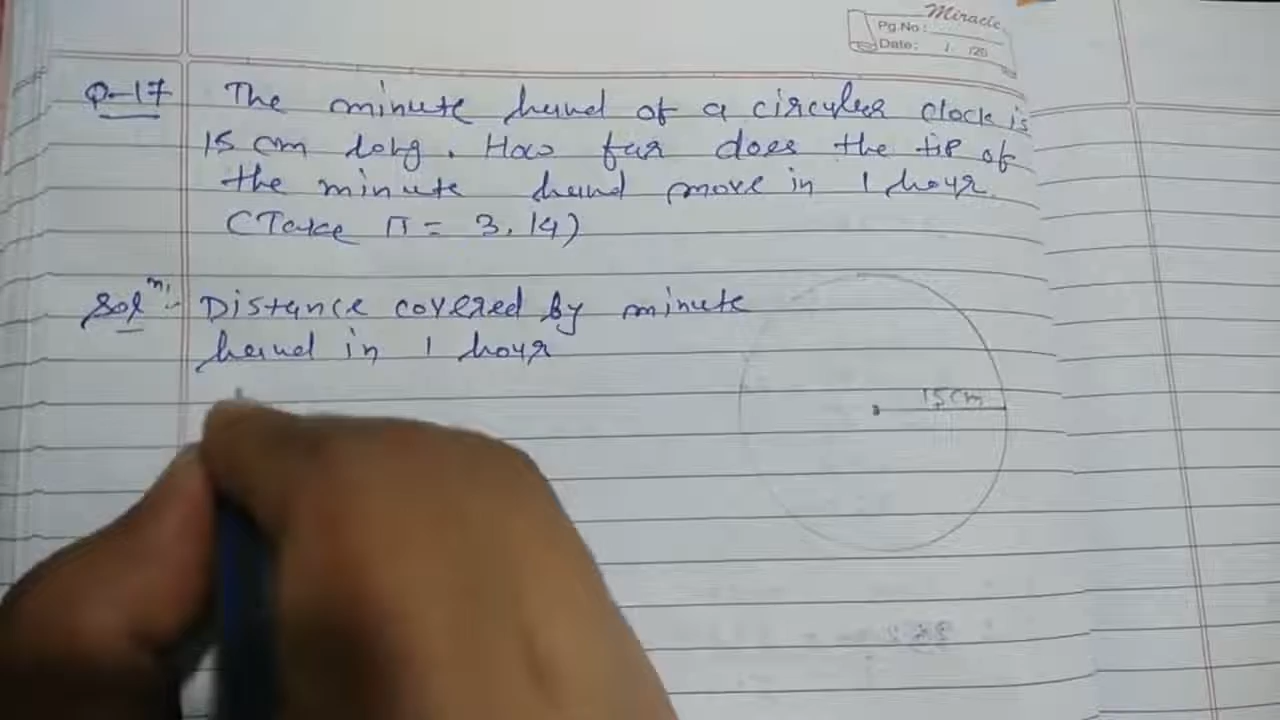 Miracle
Pg.No:
Date: / /20
Q-17 The minute hand of a circular clock is
15 cm long. How far does the tip of
the minute hand move in 1 hour
(Take π = 3.14)
Solⁿ:- Distance covered by minute
hand in 1 hour
15cm